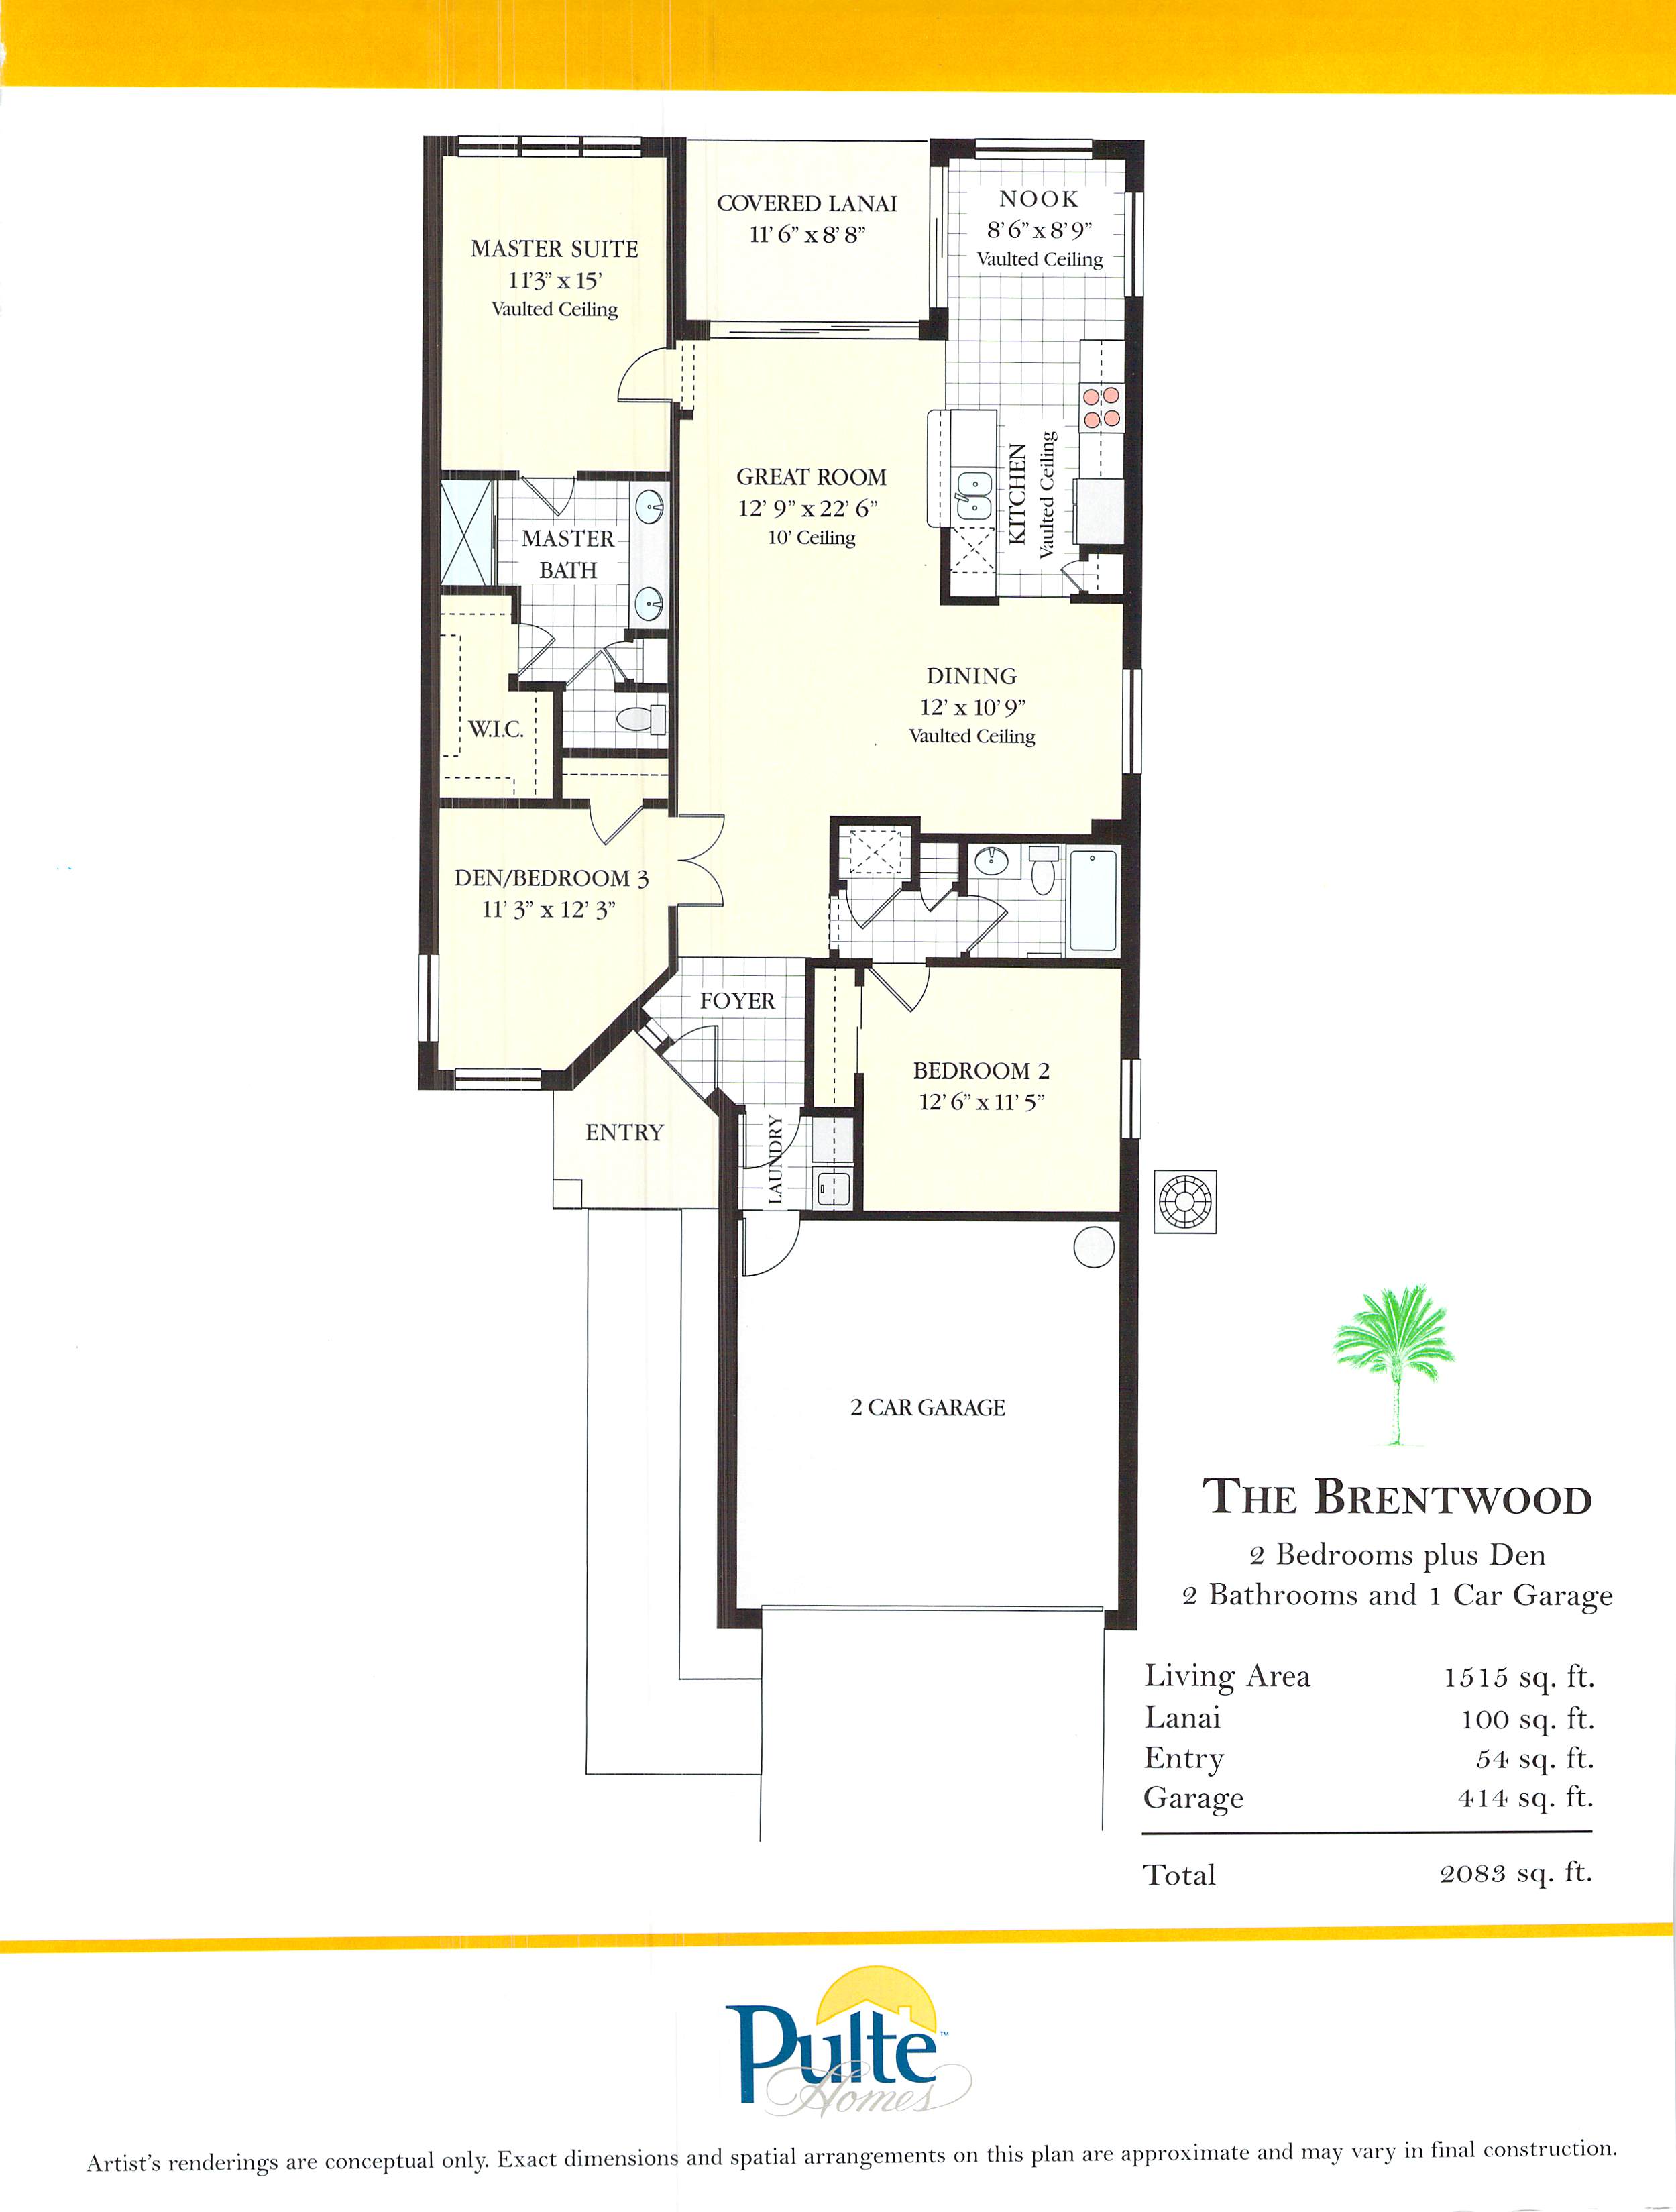 COVERED LANAI
11' 6" x 8' 8"
NOOK
8' 6" x 8' 9"
Vaulted Ceiling
MASTER SUITE
11'3" x 15'
Vaulted Ceiling
GREAT ROOM
12' 9" x 22' 6"
10' Ceiling
KITCHEN
Vaulted Ceiling
MASTER
BATH
DINING
12' x 10' 9"
Vaulted Ceiling
W.I.C.
DEN/BEDROOM 3
11' 3" x 12' 3"
FOYER
BEDROOM 2
12' 6" x 11' 5"
ENTRY
LAUNDRY
2 CAR GARAGE
THE BRENTWOOD
2 Bedrooms plus Den
2 Bathrooms and 1 Car Garage
Living Area 1515 sq. ft.
Lanai 100 sq. ft.
Entry 54 sq. ft.
Garage 414 sq. ft.
Total 2083 sq. ft.
Pulte™
Homes
Artist's renderings are conceptual only. Exact dimensions and spatial arrangements on this plan are approximate and may vary in final construction.